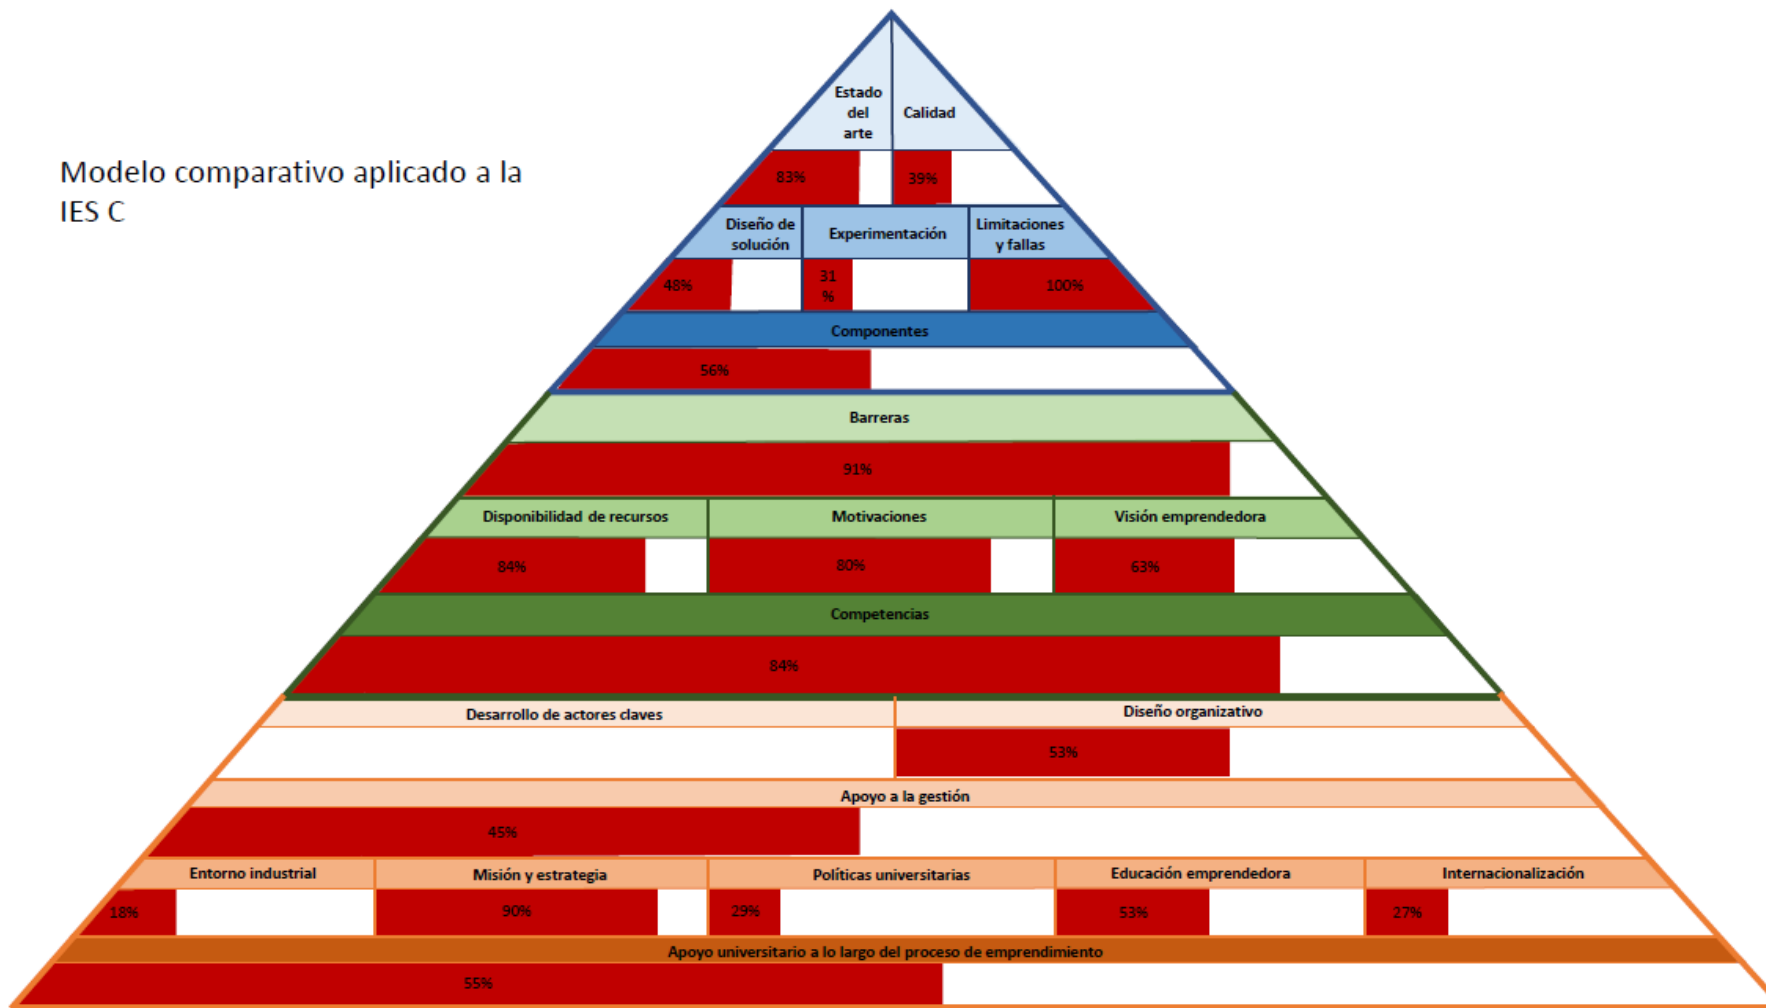 Modelo comparativo aplicado a la
IES C
Estado
del
arte
Calidad
83%
39%
Diseño de
solución
Experimentación
Limitaciones
y fallas
48%
31
%
100%
Componentes
56%
Barreras
91%
Disponibilidad de recursos
Motivaciones
Visión emprendedora
84%
80%
63%
Competencias
84%
Desarrollo de actores claves
Diseño organizativo
53%
Apoyo a la gestión
45%
Entorno industrial
Misión y estrategia
Políticas universitarias
Educación emprendedora
Internacionalización
18%
90%
29%
53%
27%
Apoyo universitario a lo largo del proceso de emprendimiento
55%